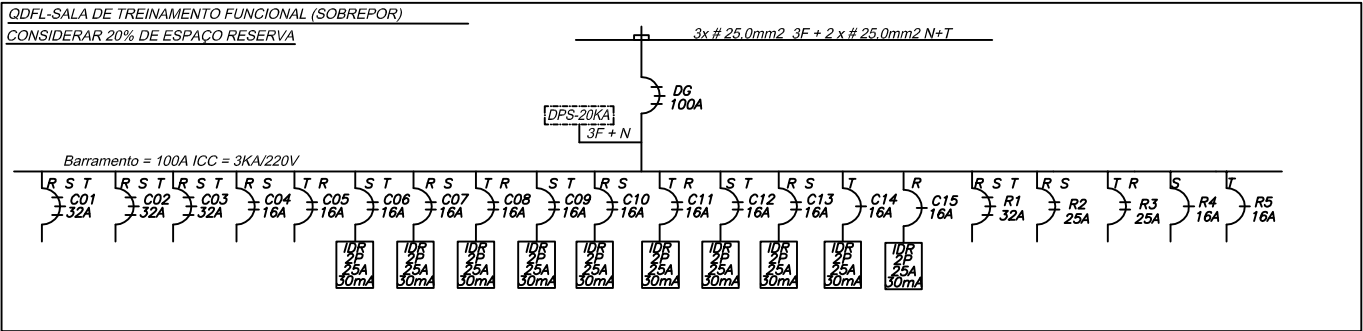 QDFL-SALA DE TREINAMENTO FUNCIONAL (SOBREPOR)
CONSIDERAR 20% DE ESPAÇO RESERVA
3x # 25,0mm2 3F + 2 x # 25,0mm2 N+T
DG
100A
DPS-20KA
3F + N
Barramento = 100A ICC = 3KA/220V
R S T
C01
32A
R S T
C02
32A
R S T
C03
32A
R S
C04
16A
T R
C05
16A
S T
C06
16A
IDR
2P
25A
30mA
R S
C07
16A
IDR
2P
25A
30mA
T R
C08
16A
IDR
2P
25A
30mA
S T
C09
16A
IDR
2P
25A
30mA
R S
C10
16A
IDR
2P
25A
30mA
T R
C11
16A
IDR
2P
25A
30mA
S T
C12
16A
IDR
2P
25A
30mA
R S
C13
16A
IDR
2P
25A
30mA
T
C14
16A
IDR
2P
25A
30mA
R
C15
16A
IDR
2P
25A
30mA
R S T
R1
32A
R S
R2
25A
T R
R3
25A
S
R4
16A
T
R5
16A